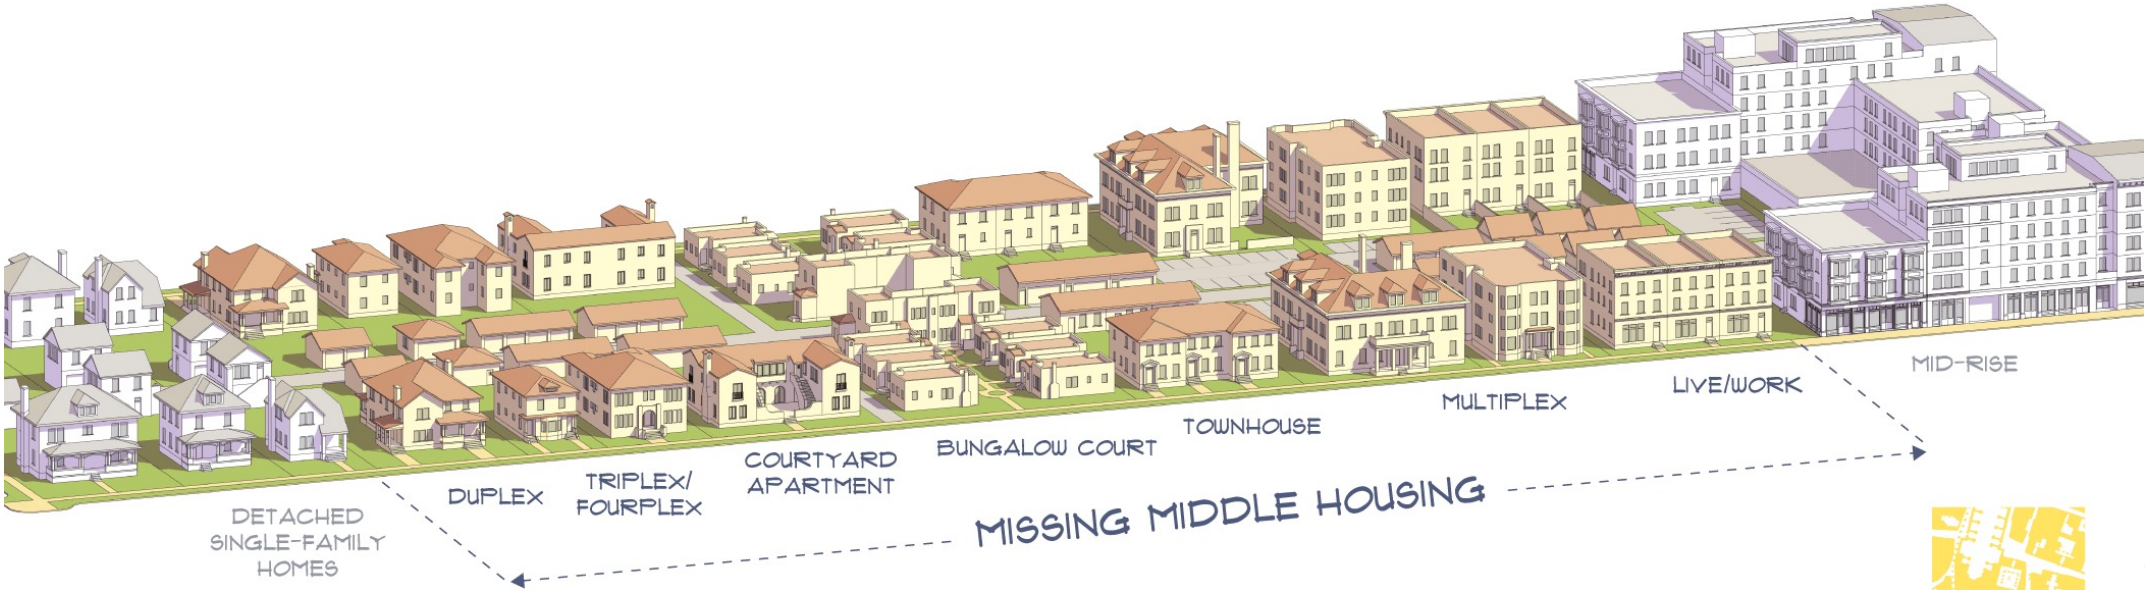 DETACHED
SINGLE-FAMILY
HOMES
DUPLEX
TRIPLEX/
FOURPLEX
COURTYARD
APARTMENT
BUNGALOW COURT
TOWNHOUSE
MULTIPLEX
LIVE/WORK
MID-RISE
MISSING MIDDLE HOUSING